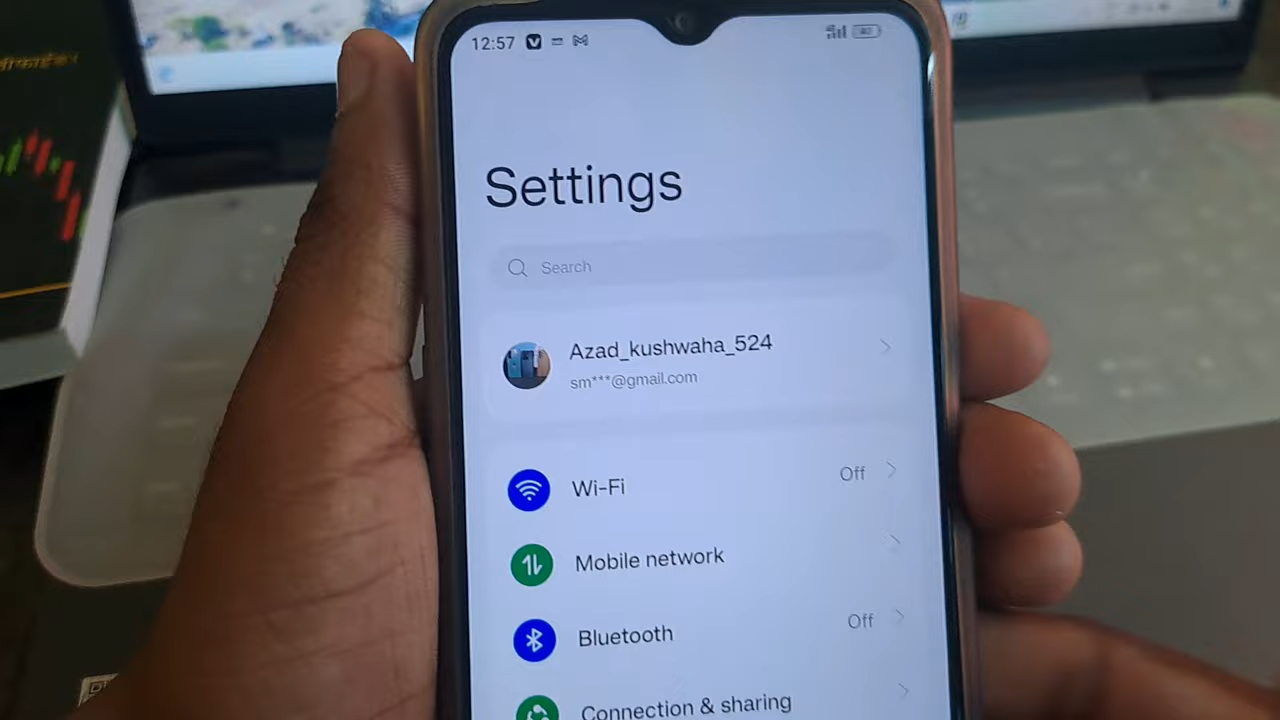 12:57
Settings
Search
Azad_kushwaha_524
sm***@gmail.com
Wi-Fi
Off
Mobile network
Bluetooth
Off
Connection & sharing